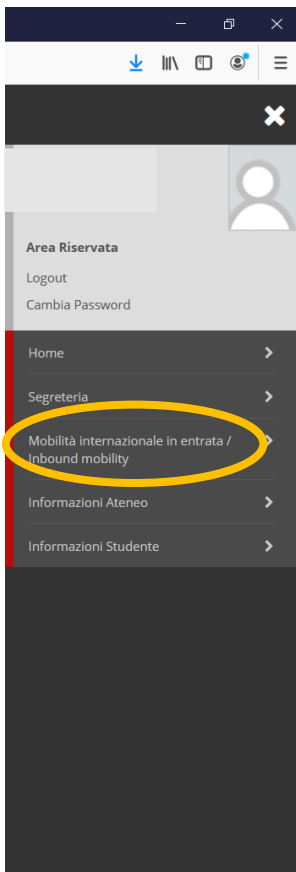 Area Riservata
Logout
Cambia Password
Home
Segreteria
Mobilità internazionale in entrata /
Inbound mobility
Informazioni Ateneo
Informazioni Studente